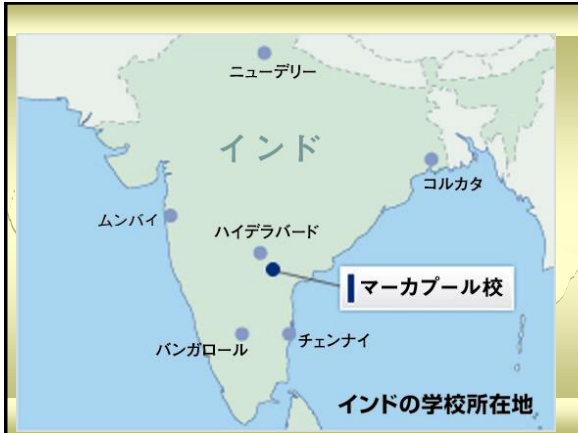 ニューデリー
インド
コルカタ
ムンバイ
ハイデラバード
マーカプール校
バンガロール
チェンナイ
インドの学校所在地